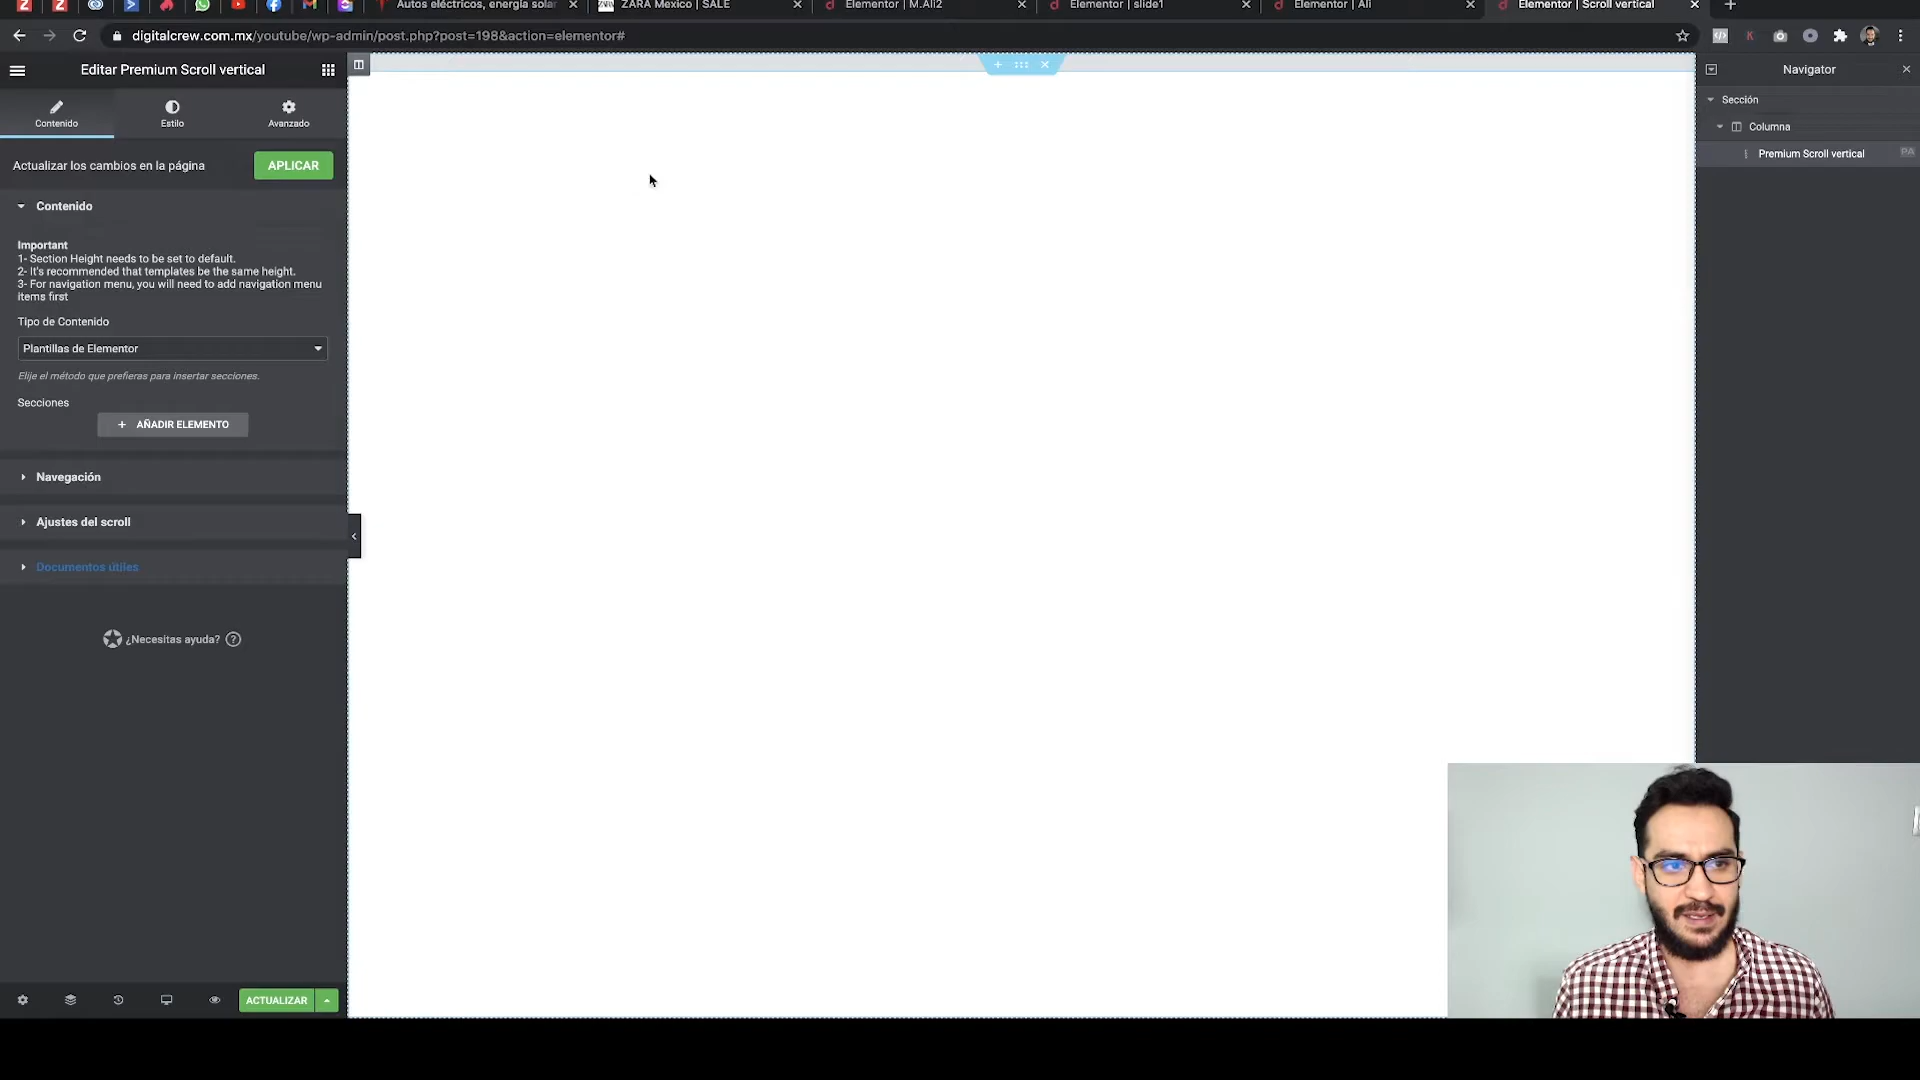 Autos eléctricos, energía solar
ZARA Mexico | SALE
Elementor | M.Ali2
Elementor | slide1
Elementor | Ali
Elementor | Scroll vertical
digitalcrew.com.mx/youtube/wp-admin/post.php?post=198&action=elementor#
Editar Premium Scroll vertical
Contenido
Estilo
Avanzado
Actualizar los cambios en la página
APLICAR
Contenido
Important
1- Section Height needs to be set to default.
2- It's recommended that templates be the same height.
3- For navigation menu, you will need to add navigation menu
items first
Tipo de Contenido
Plantillas de Elementor
Elije el método que prefieras para insertar secciones.
Secciones
+ AÑADIR ELEMENTO
Navegación
Ajustes del scroll
Documentos útiles
¿Necesitas ayuda? ?
ACTUALIZAR
Navigator
Sección
Columna
Premium Scroll vertical
PA